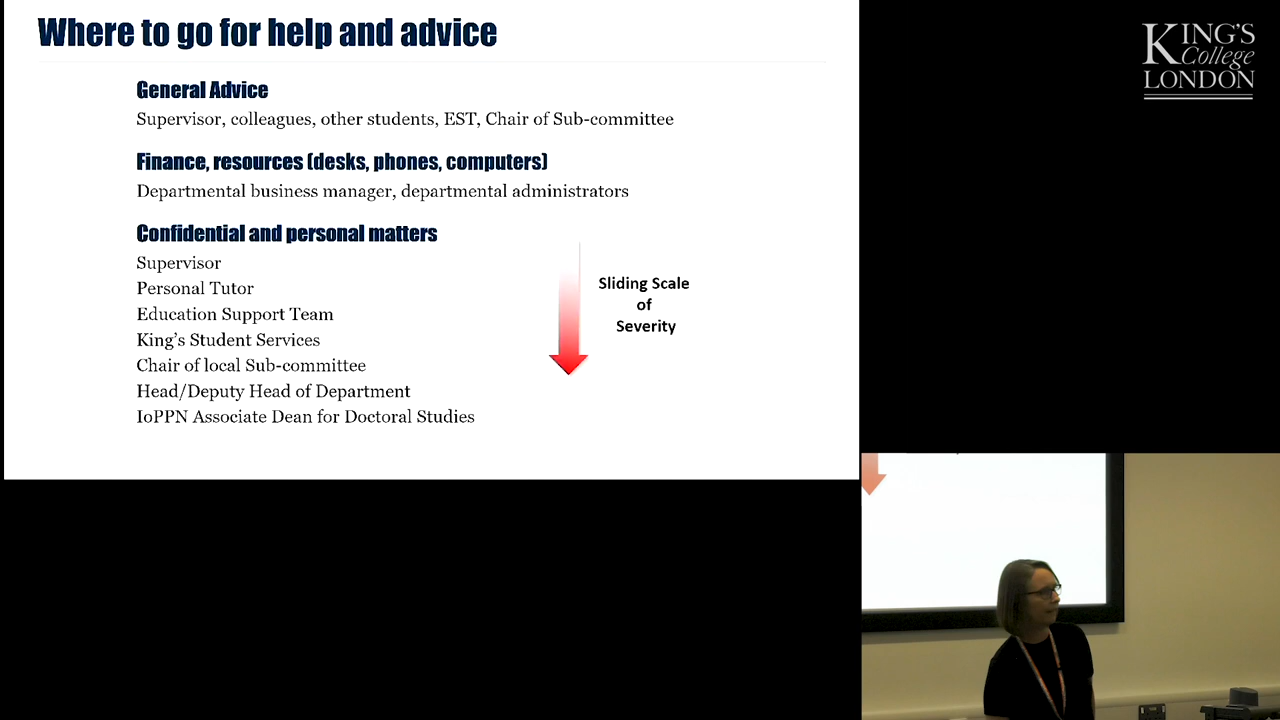 Where to go for help and advice
General Advice
Supervisor, colleagues, other students, EST, Chair of Sub-committee
Finance, resources (desks, phones, computers)
Departmental business manager, departmental administrators
Confidential and personal matters
Supervisor
Personal Tutor
Education Support Team
King’s Student Services
Chair of local Sub-committee
Head/Deputy Head of Department
IoPPN Associate Dean for Doctoral Studies
Sliding Scale
of
Severity
KING'S
College
LONDON